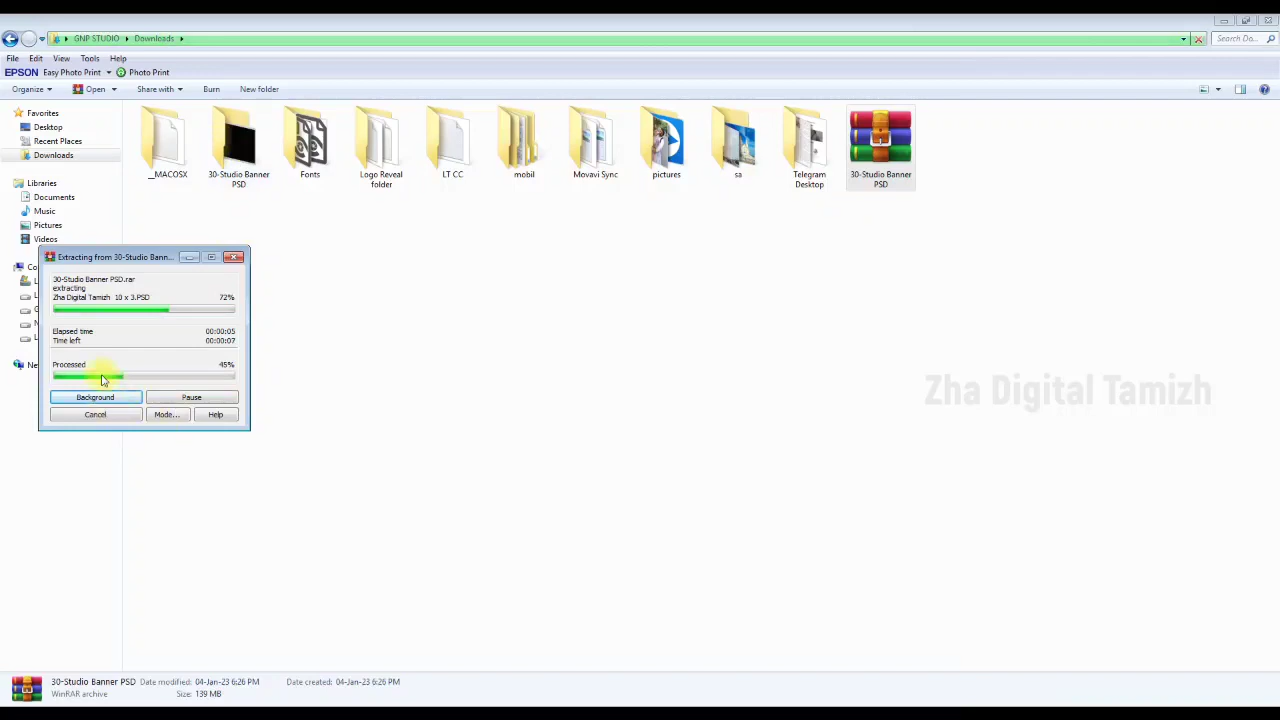 GNP STUDIO
Downloads
Search Do...
File Edit View Tools Help
EPSON Easy Photo Print Photo Print
Organize Open Share with Burn New folder
Favorites
Desktop
Recent Places
Downloads
Libraries
Documents
Music
Pictures
Videos
Co
Ne
__MACOSX
30-Studio Banner
PSD
Fonts
Logo Reveal
folder
LT CC
mobil
Movavi Sync
pictures
sa
Telegram
Desktop
30-Studio Banner
PSD
Extracting from 30-Studio Bann...
30-Studio Banner PSD.rar
extracting
Zha Digital Tamizh 10 x 3.PSD 72%
Elapsed time 00:00:05
Time left 00:00:07
Processed 45%
Background Pause
Cancel Mode... Help
Zha Digital Tamizh
30-Studio Banner PSD Date modified: 04-Jan-23 6:26 PM Date created: 04-Jan-23 6:26 PM
WinRAR archive Size: 139 MB